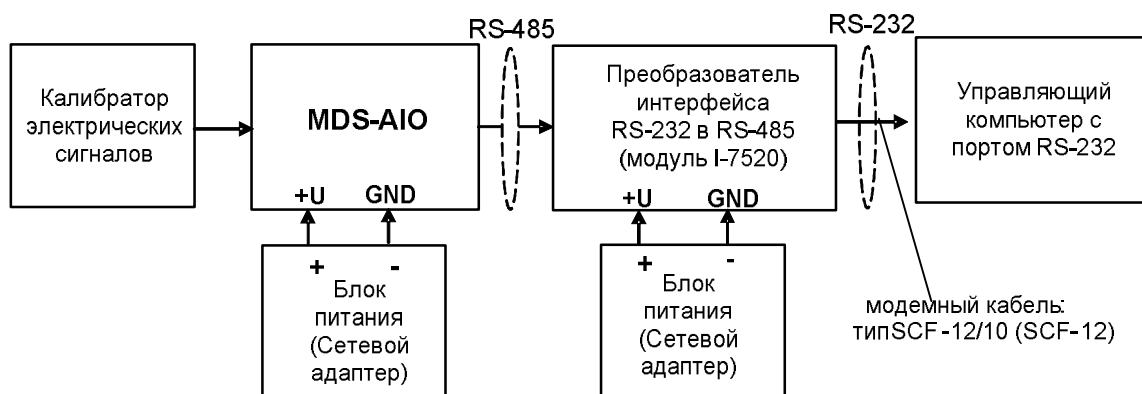 RS-485
RS-232
Калибратор
электрических
сигналов
MDS-AIO
+U GND
Преобразователь
интерфейса
RS-232 в RS-485
(модуль I-7520)
+U GND
Управляющий
компьютер с
портом RS-232
+ -
Блок
питания
(Сетевой
адаптер)
+ -
Блок
питания
(Сетевой
адаптер)
модемный кабель:
типSCF-12/10 (SCF-12)